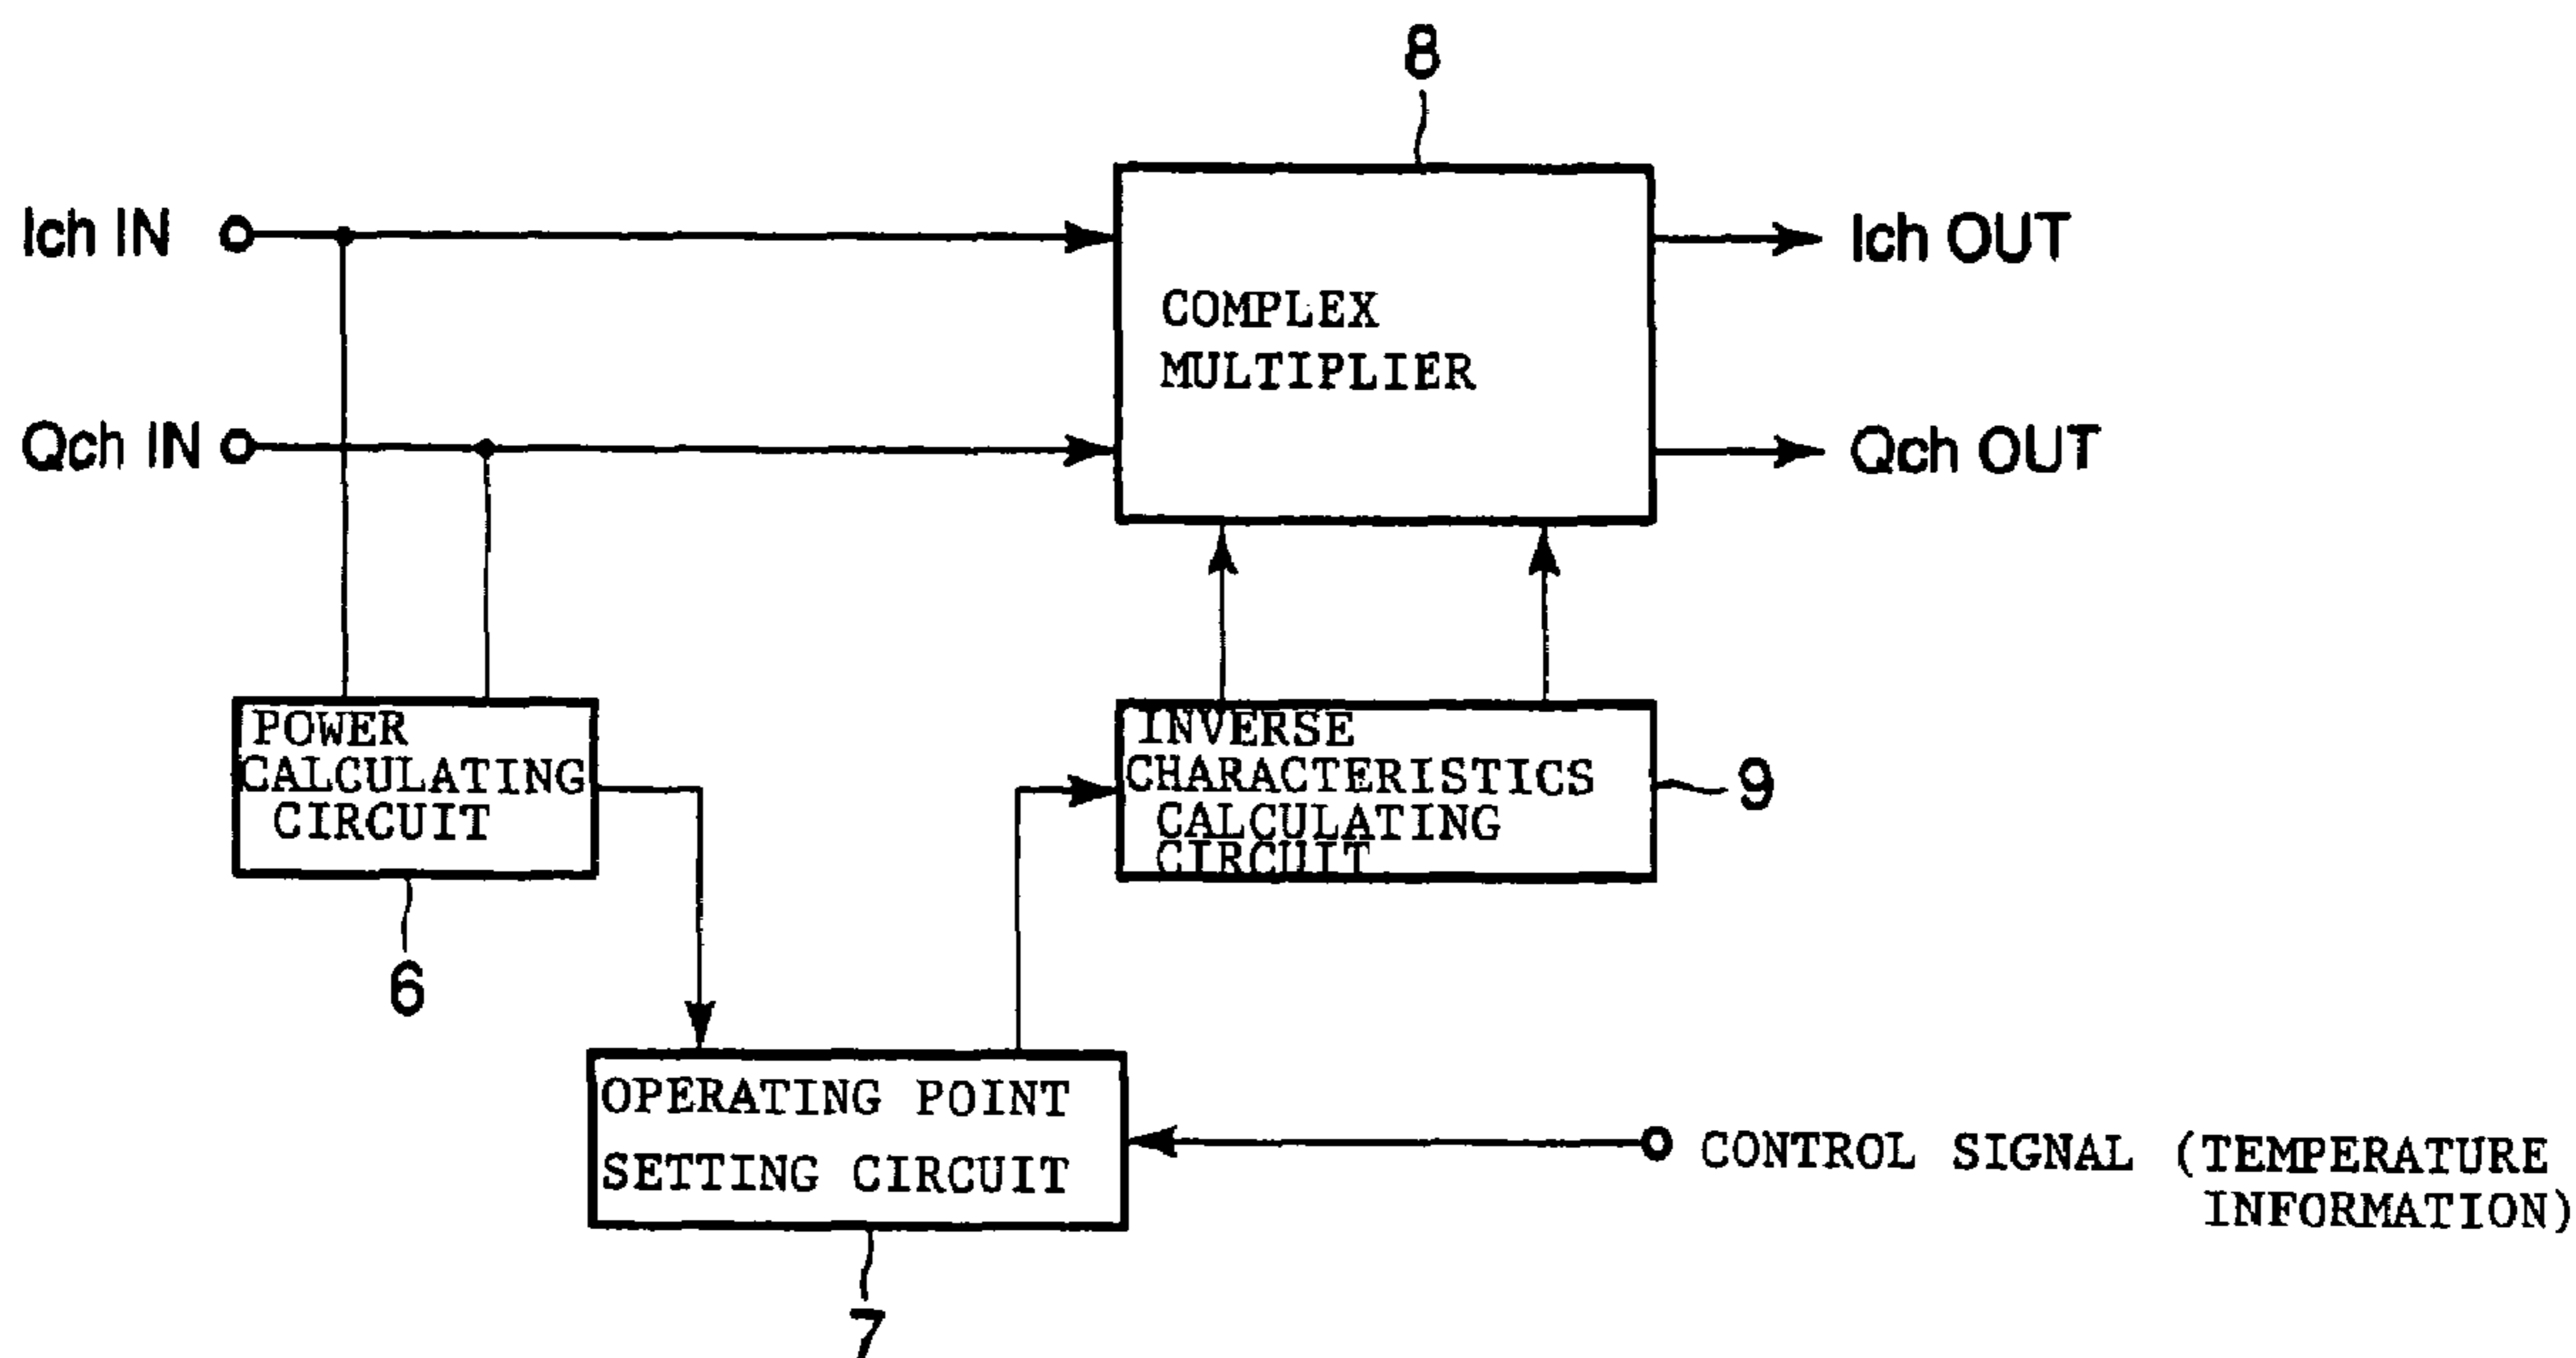 8
Ich IN
COMPLEX
MULTIPLIER
Ich OUT
Qch IN
Qch OUT
POWER
CALCULATING
CIRCUIT
6
INVERSE
CHARACTERISTICS
CALCULATING
CIRCUIT
9
OPERATING POINT
SETTING CIRCUIT
7
CONTROL SIGNAL (TEMPERATURE
INFORMATION)